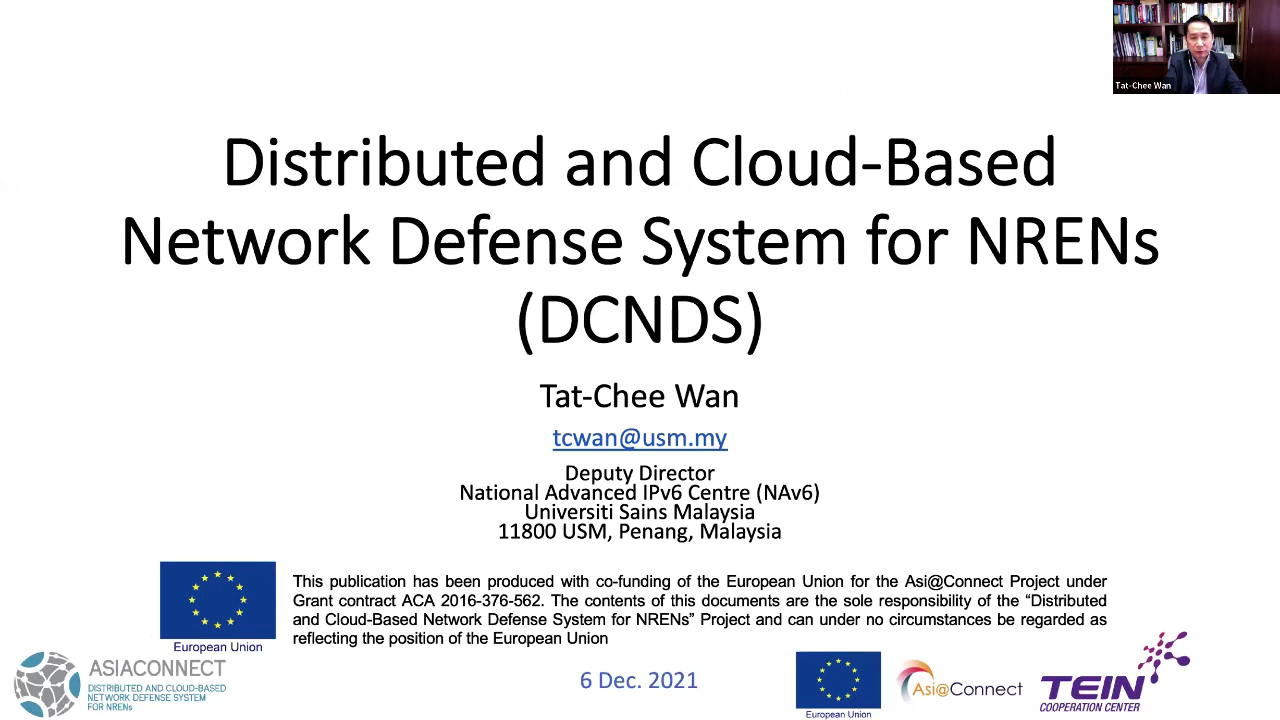 Tat-Chee Wan
Distributed and Cloud-Based
Network Defense System for NRENs
(DCNDS)
Tat-Chee Wan
tcwan@usm.my
Deputy Director
National Advanced IPv6 Centre (NAv6)
Universiti Sains Malaysia
11800 USM, Penang, Malaysia
This publication has been produced with co-funding of the European Union for the Asi@Connect Project under
Grant contract ACA 2016-376-562. The contents of this documents are the sole responsibility of the “Distributed
and Cloud-Based Network Defense System for NRENs” Project and can under no circumstances be regarded as
reflecting the position of the European Union
European Union
ASIACONNECT
DISTRIBUTED AND CLOUD-BASED
NETWORK DEFENSE SYSTEM
FOR NRENs
6 Dec. 2021
European Union
Asi@Connect
TEIN
COOPERATION CENTER